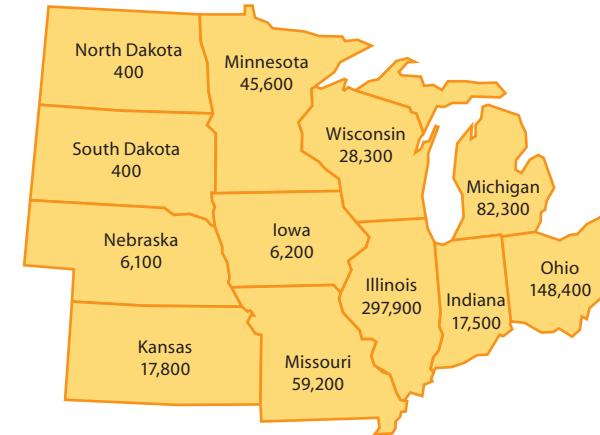 North Dakota
400
Minnesota
45,600
South Dakota
400
Wisconsin
28,300
Michigan
82,300
Nebraska
6,100
Iowa
6,200
Illinois
297,900
Indiana
17,500
Ohio
148,400
Kansas
17,800
Missouri
59,200